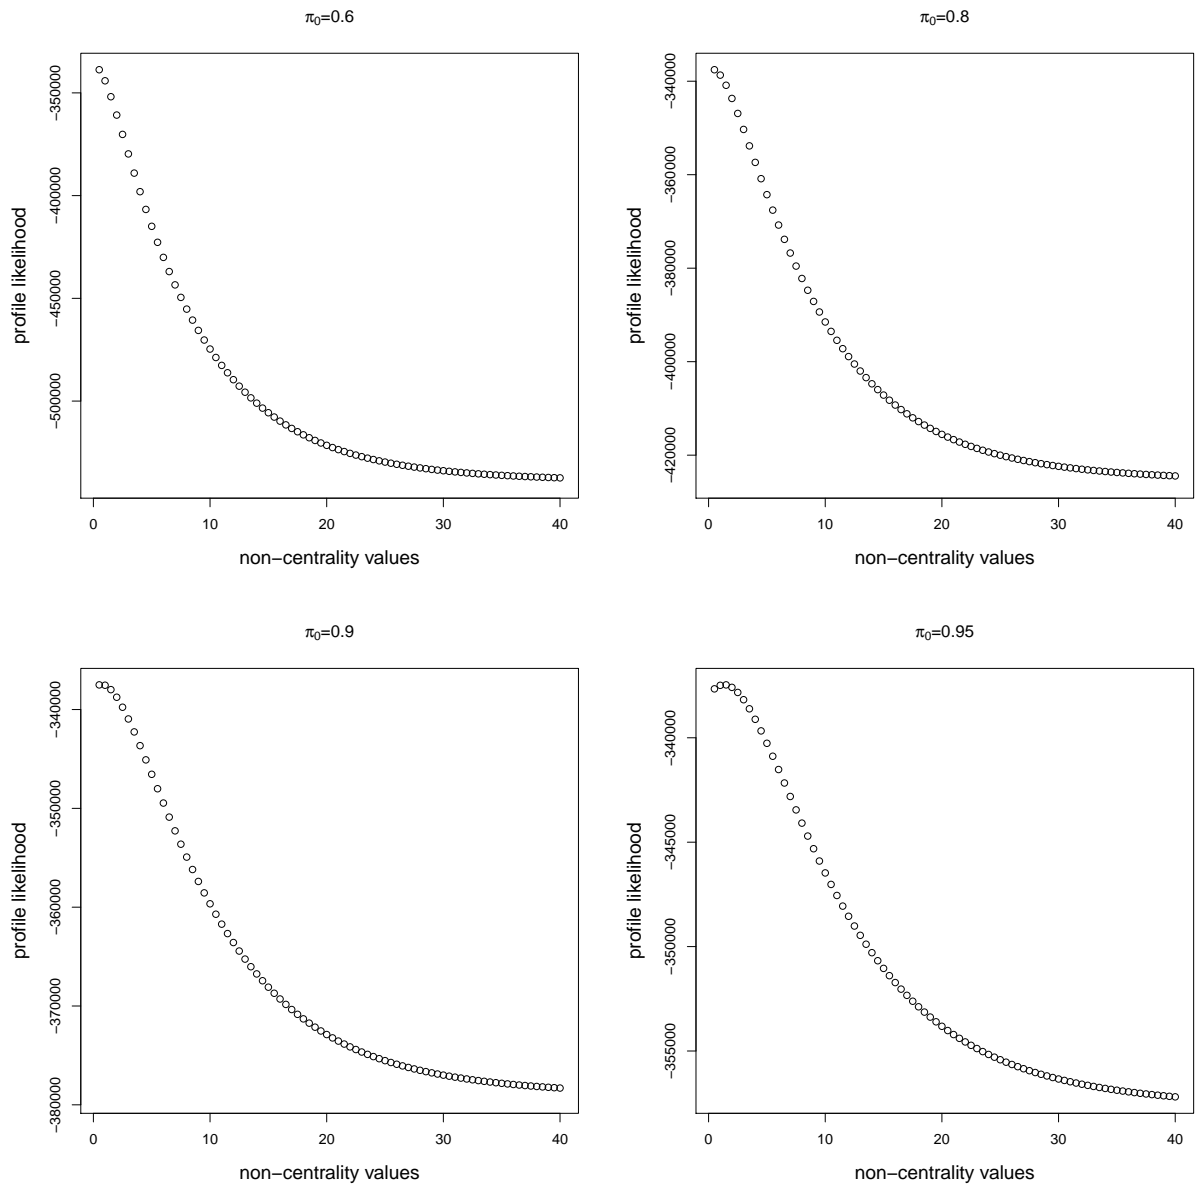 π₀=0.6
profile likelihood
−350000
−400000
−450000
−500000
0 10 20 30 40
non−centrality values
π₀=0.8
profile likelihood
−340000
−360000
−380000
−400000
−420000
0 10 20 30 40
non−centrality values
π₀=0.9
profile likelihood
−340000
−350000
−360000
−370000
−380000
0 10 20 30 40
non−centrality values
π₀=0.95
profile likelihood
−340000
−345000
−350000
−355000
0 10 20 30 40
non−centrality values